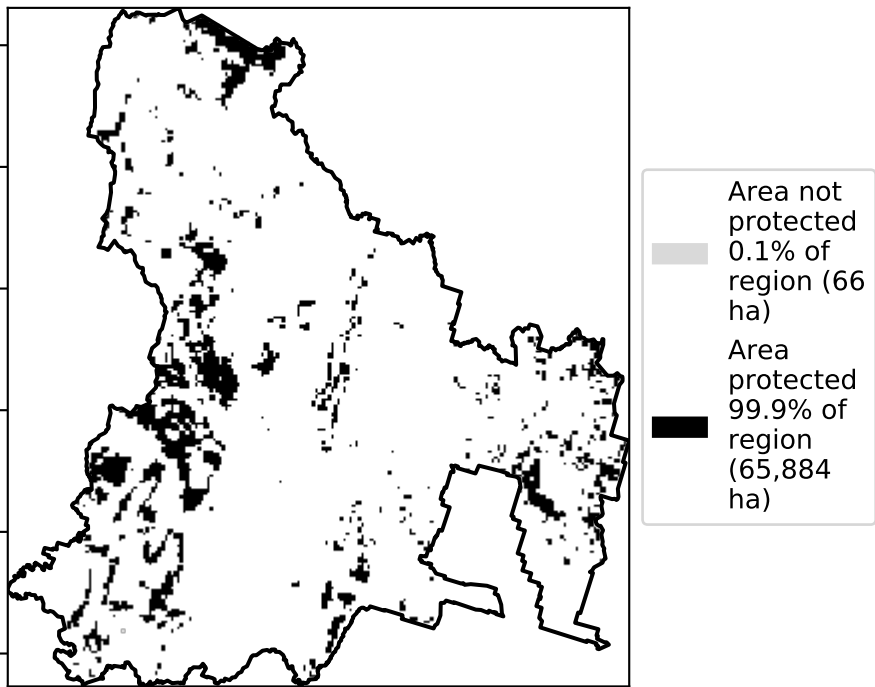 Area not
protected
0.1% of
region (66
ha)
Area
protected
99.9% of
region
(65,884
ha)